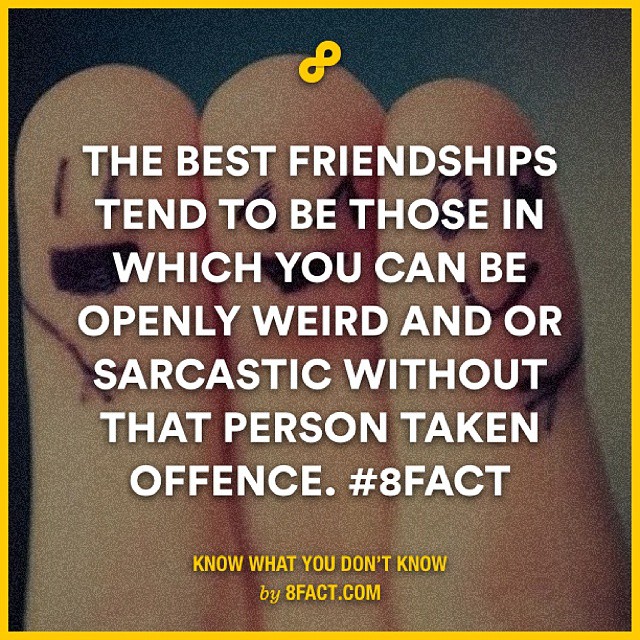 THE BEST FRIENDSHIPS
TEND TO BE THOSE IN
WHICH YOU CAN BE
OPENLY WEIRD AND OR
SARCASTIC WITHOUT
THAT PERSON TAKEN
OFFENCE. #8FACT
KNOW WHAT YOU DON'T KNOW
by 8FACT.COM